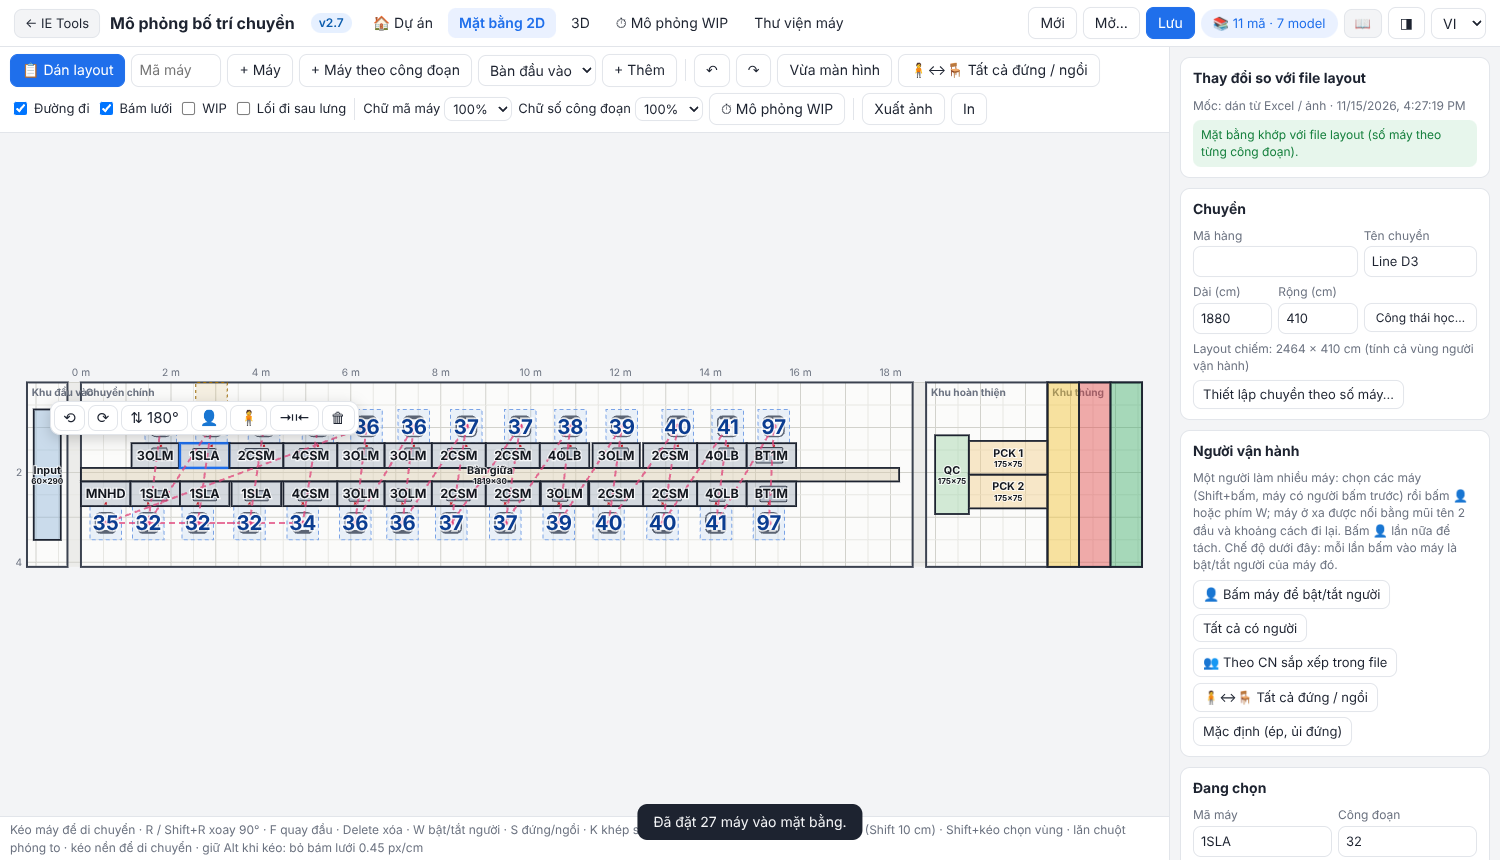 ← IE Tools
Mô phỏng bố trí chuyền
v2.7
🏠 Dự án
Mặt bằng 2D
3D
⏱ Mô phỏng WIP
Thư viện máy
Mới
Mở...
Lưu
📚 11 mã · 7 model
VI
📋 Dán layout
Mã máy
+ Máy
+ Máy theo công đoạn
Bàn đầu vào
+ Thêm
↶
↷
Vừa màn hình
🧍↔🪑 Tất cả đứng / ngồi
Đường đi
Bám lưới
WIP
Lối đi sau lưng
Chữ mã máy
100%
Chữ số công đoạn
100%
⏱ Mô phỏng WIP
Xuất ảnh
In
0 m 2 m 4 m 6 m 8 m 10 m 12 m 14 m 16 m 18 m
Khu đầu vào
Chuyền chính
Khu hoàn thiện
Khu thùng
⟲ ⟳ ⇅ 180° 👤 🧍 🗑
36 36 37 37 38 39 40 41 97
3OLM 1SLA 2CSM 4CSM 3OLM 3OLM 2CSM 2CSM 4OLB 3OLM 2CSM 4OLB BT1M
2
Input
60×290
Bàn giữa
1819×30
MNHD 1SLA 1SLA 1SLA 4CSM 3OLM 3OLM 2CSM 2CSM 3OLM 2CSM 2CSM 4OLB BT1M
35 32 32 32 34 36 36 37 37 39 40 40 41 97
4
QC
175×75
PCK 1
175×75
PCK 2
175×75
Thay đổi so với file layout
Mốc: dán từ Excel / ảnh · 11/15/2026, 4:27:19 PM
Mặt bằng khớp với file layout (số máy theo
từng công đoạn).
Chuyền
Mã hàng
Tên chuyền
Line D3
Dài (cm)
Rộng (cm)
1880
410
Công thái học...
Layout chiếm: 2464 × 410 cm (tính cả vùng người
vận hành)
Thiết lập chuyền theo số máy...
Người vận hành
Một người làm nhiều máy: chọn các máy
(Shift+bấm, máy có người bấm trước) rồi bấm 👤
hoặc phím W; máy ở xa được nối bằng mũi tên 2
đầu và khoảng cách đi lại. Bấm 👤 lần nữa để
tách. Chế độ dưới đây: mỗi lần bấm vào máy là
bật/tắt người của máy đó.
👤 Bấm máy để bật/tắt người
Tất cả có người
👥 Theo CN sắp xếp trong file
🧍↔🪑 Tất cả đứng / ngồi
Mặc định (ép, ủi đứng)
Đang chọn
Mã máy
Công đoạn
1SLA
32
Kéo máy để di chuyển · R / Shift+R xoay 90° · F quay đầu · Delete xóa · W bật/tắt người · S đứng/ngồi · K khép s
(Shift 10 cm) · Shift+kéo chọn vùng · lăn chuột
phóng to · kéo nền để di chuyển · giữ Alt khi kéo: bỏ bám lưới 0.45 px/cm
Đã đặt 27 máy vào mặt bằng.